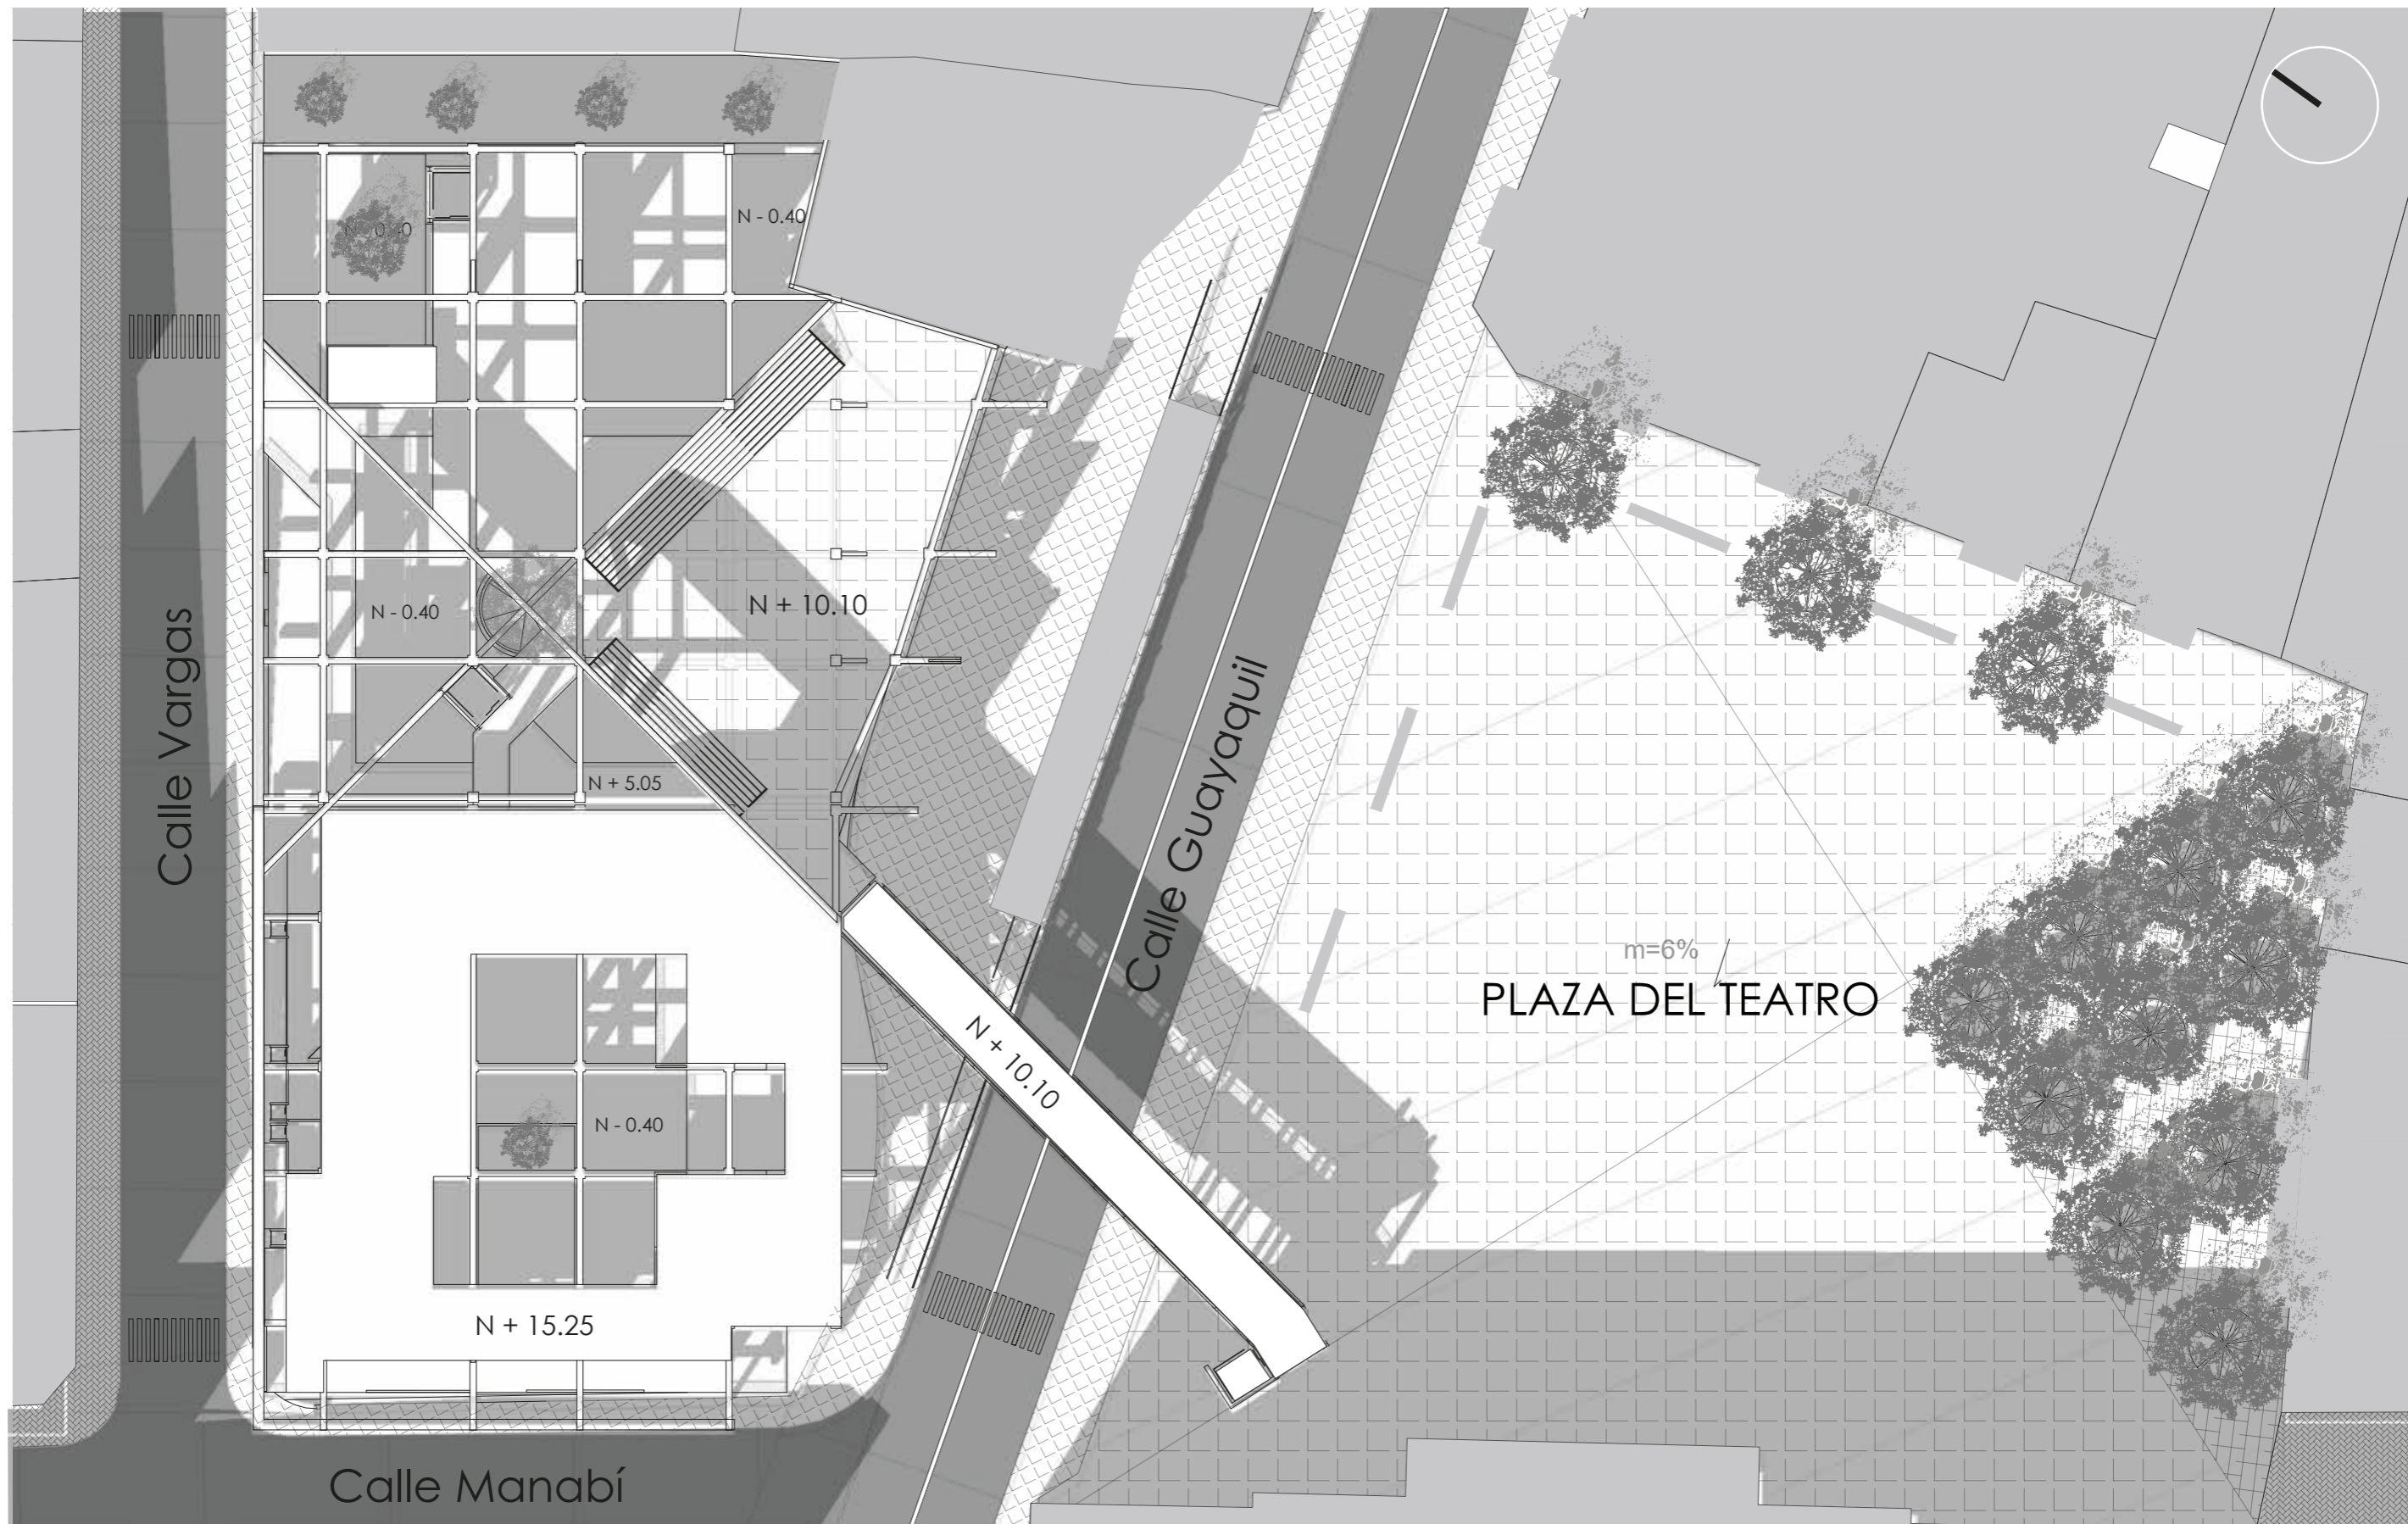 N - 0.40
N - 0.40
N + 10.10
N + 5.05
Calle Vargas
Calle Guayaquil
m=6%
PLAZA DEL TEATRO
N + 10.10
N - 0.40
N + 15.25
Calle Manabí